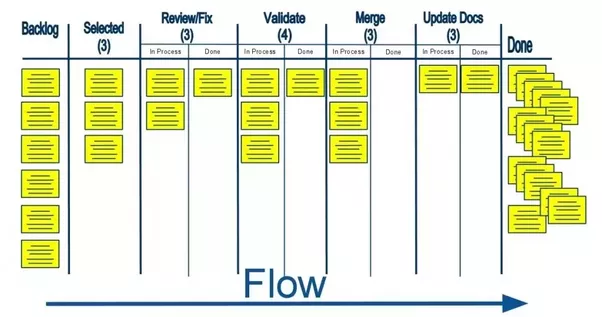 Backlog
Selected
(3)
Review/Fix
(3)
In Process
Done
Validate
(4)
In Process
Done
Merge
(3)
In Process
Done
Update Docs
(3)
In Process
Done
Done
Flow